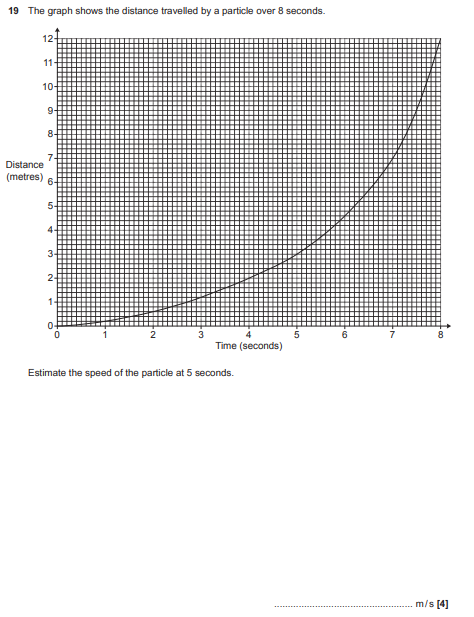 19 The graph shows the distance travelled by a particle over 8 seconds.
12
11
10
9
8
7
Distance
(metres)
6
5
4
3
2
1
0
0 1 2 3 4 5 6 7 8
Time (seconds)
Estimate the speed of the particle at 5 seconds.
.................................................... m/s [4]